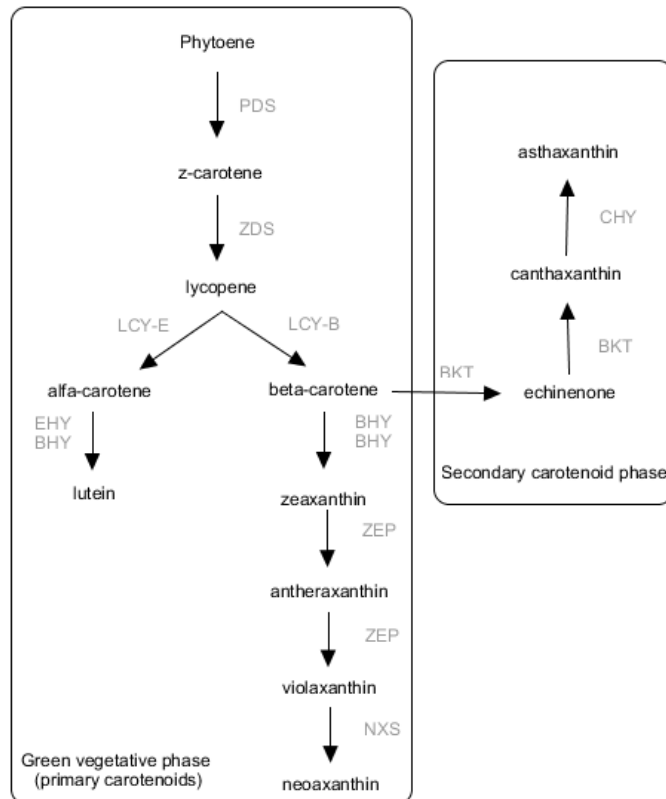 Phytoene
PDS
z-carotene
ZDS
lycopene
LCY-E
LCY-B
alfa-carotene
beta-carotene
EHY
BHY
BHY
BHY
lutein
zeaxanthin
ZEP
antheraxanthin
ZEP
violaxanthin
NXS
neoaxanthin
Green vegetative phase
(primary carotenoids)
BKT
echinenone
BKT
canthaxanthin
CHY
asthaxanthin
Secondary carotenoid phase